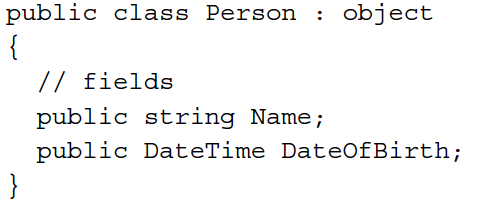 public class Person : object
{
  // fields
  public string Name;
  public DateTime DateOfBirth;
}